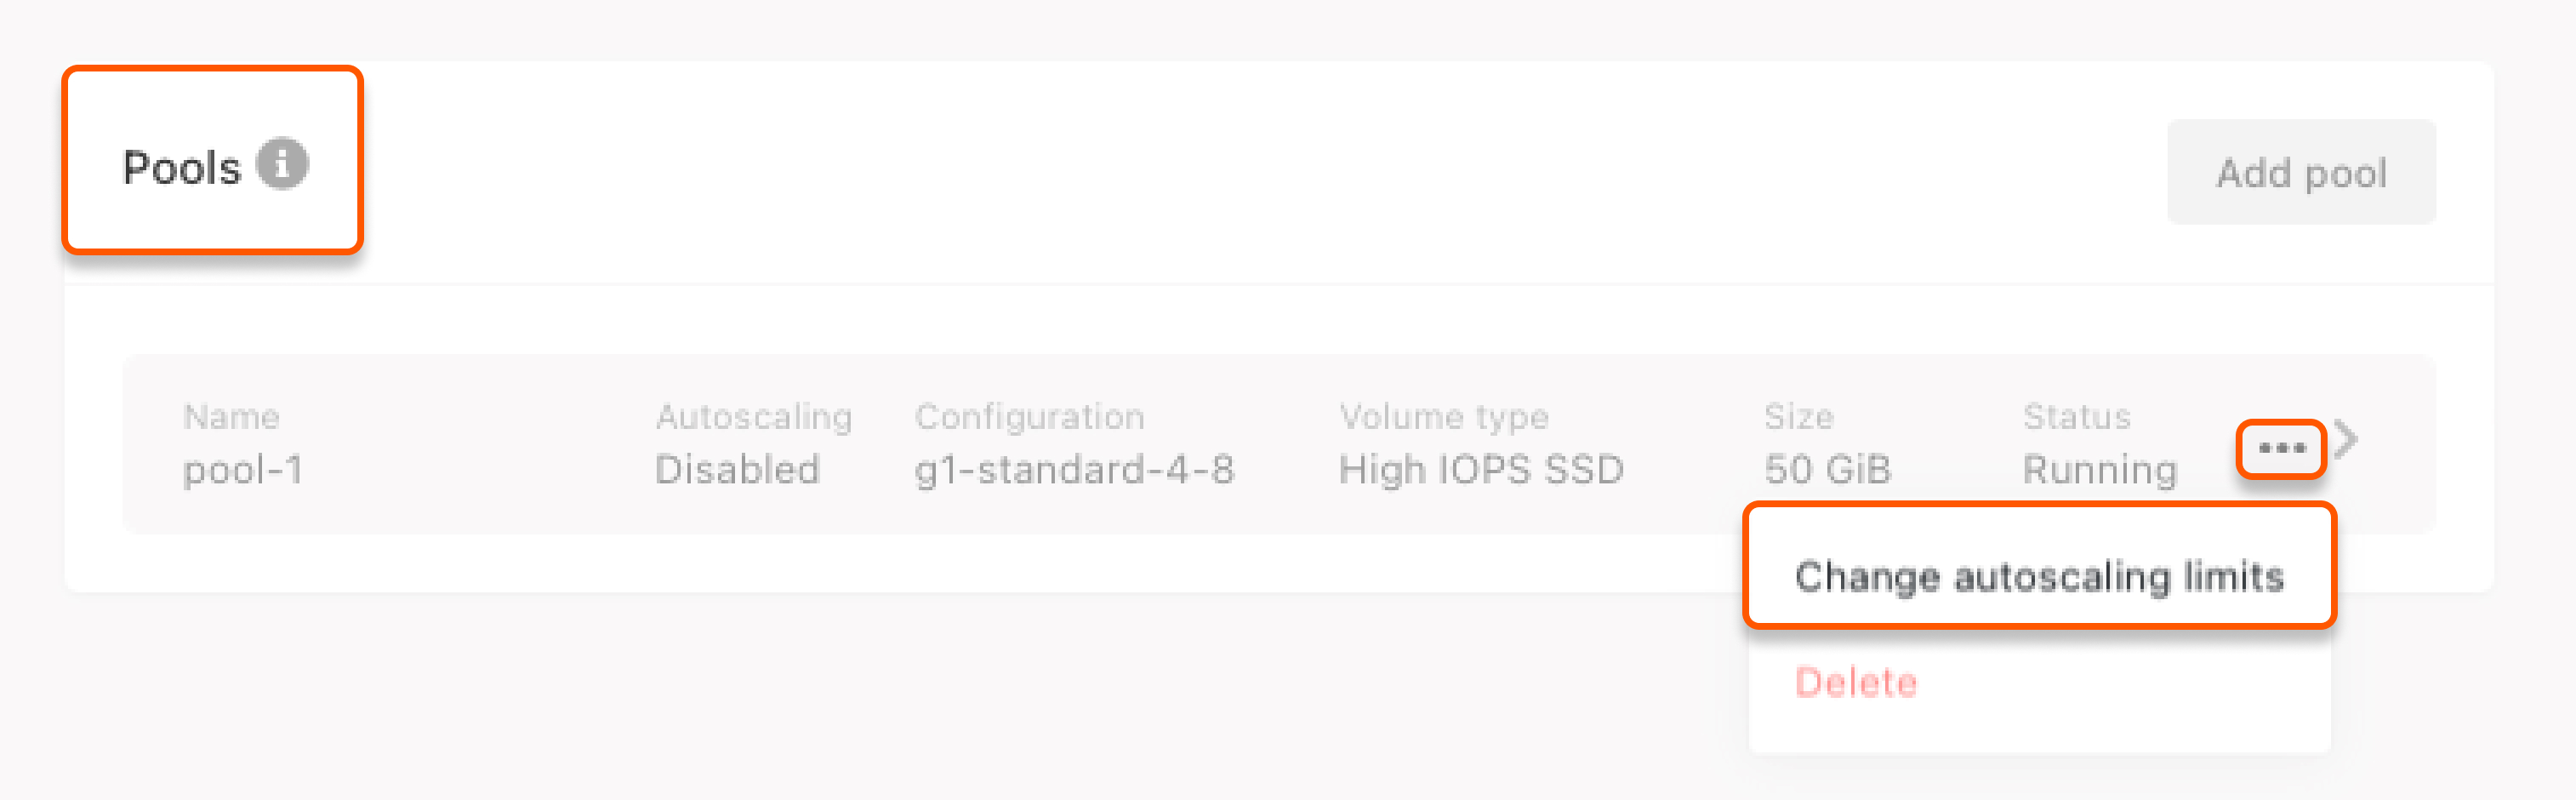 Pools
Add pool
Name Autoscaling Configuration Volume type Size Status
pool-1 Disabled g1-standard-4-8 High IOPS SSD 50 GiB Running
Change autoscaling limits
Delete